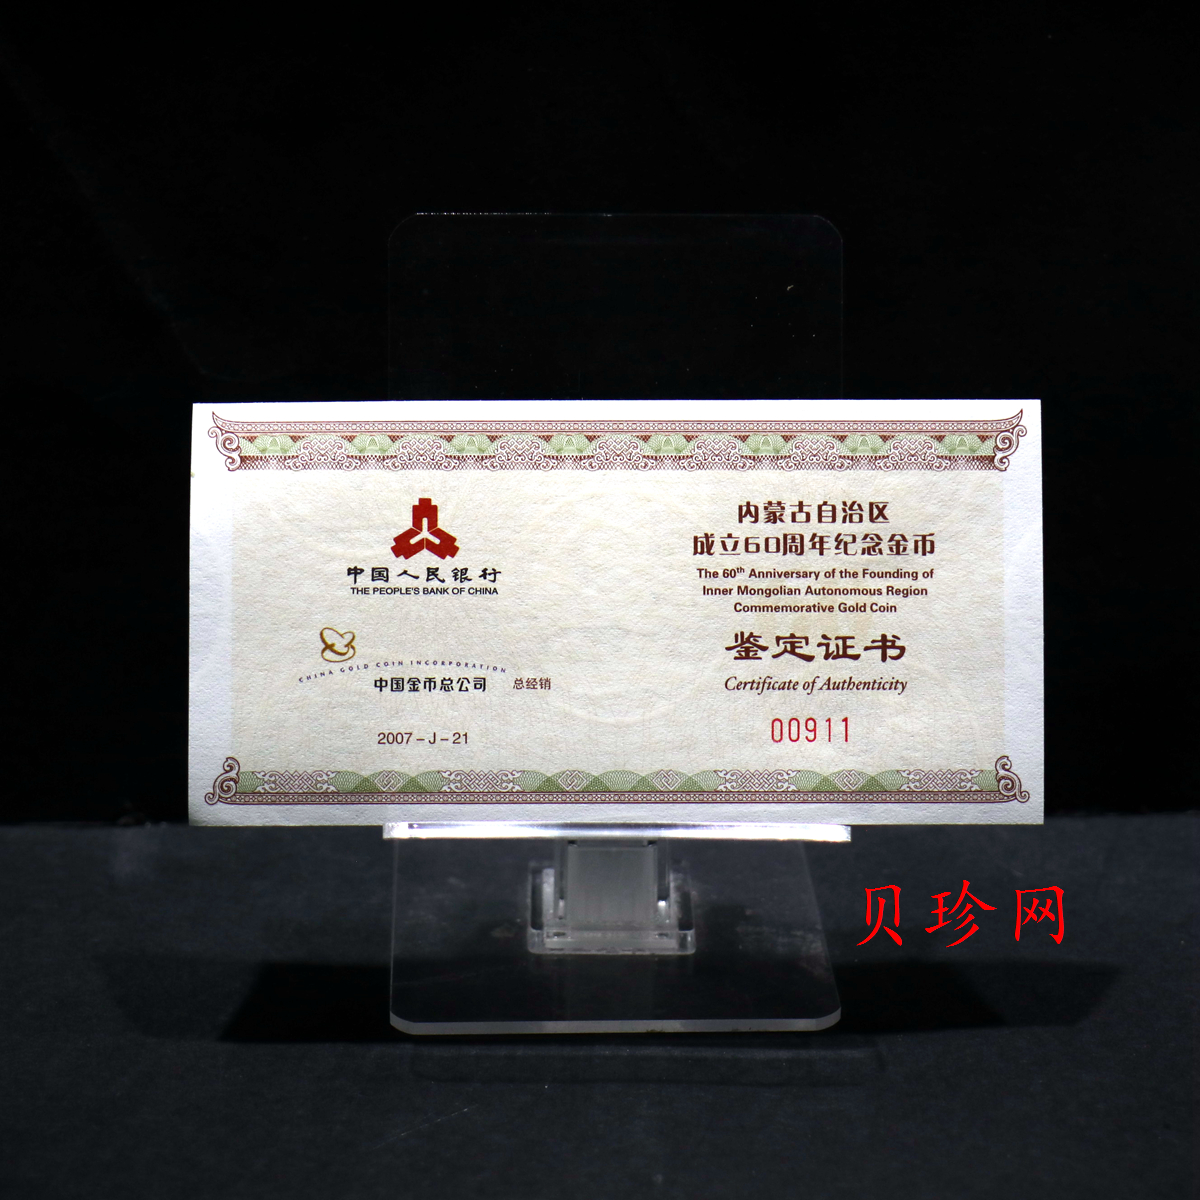 中国人民银行
THE PEOPLE'S BANK OF CHINA
CHINA GOLD COIN INCORPORATION
中国金币总公司 总经销
2007-J-21
内蒙古自治区
成立60周年纪念金币
The 60th Anniversary of the Founding of
Inner Mongolian Autonomous Region
Commemorative Gold Coin
鉴定证书
Certificate of Authenticity
00911
贝珍网